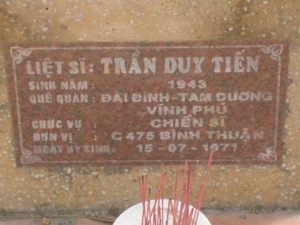 LIỆT SĨ: TRẦN DUY TIẾN
SINH NĂM : 1943
QUÊ QUÁN : ĐẠI ĐÌNH-TAM DƯƠNG
VĨNH PHÚ
CHỨC VỤ : CHIẾN SĨ
ĐƠN VỊ : C 475 BÌNH THUẬN
NGÀY HY SINH: 15-07-1971